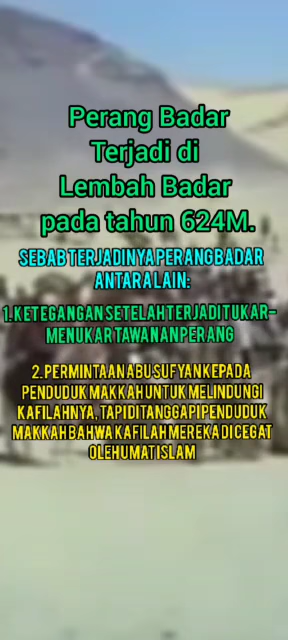 Perang Badar
Terjadi di
Lembah Badar
pada tahun 624M.
SEBAB TERJADINYA PERANG BADAR
ANTARA LAIN:
1.KETEGANGAN SETELAH TERJADI TUKAR-
MENUKAR TAWANAN PERANG
2. PERMINTAAN ABU SUFYAN KEPADA
PENDUDUK MAKKAH UNTUK MELINDUNGI
KAFILAHNYA, TAPI DITANGGAPI PENDUDUK
MAKKAH BAHWA KAFILAH MEREKA DICEGAT
OLEH UMAT ISLAM